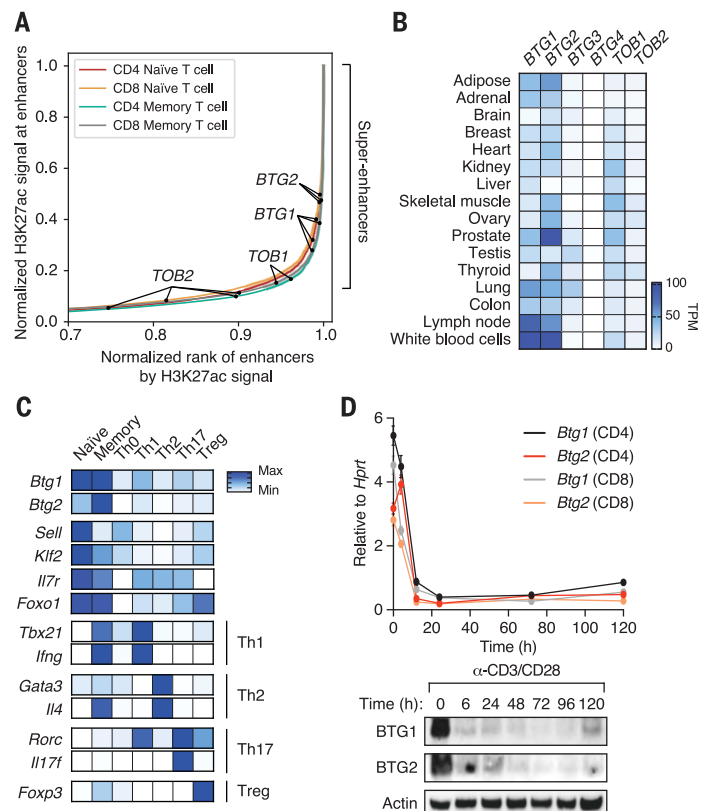 A
CD4 Naïve T cell
CD8 Naïve T cell
CD4 Memory T cell
CD8 Memory T cell
BTG2
BTG1
TOB1
TOB2
Super-enhancers
Normalized H3K27ac signal at enhancers
1.0
0.8
0.6
0.4
0.2
0.0
0.7 0.8 0.9 1.0
Normalized rank of enhancers
by H3K27ac signal
B
BTG1 BTG2 BTG3 BTG4 TOB1 TOB2
Adipose
Adrenal
Brain
Breast
Heart
Kidney
Liver
Skeletal muscle
Ovary
Prostate
Testis
Thyroid
Lung
Colon
Lymph node
White blood cells
100
50
0
TPM
C
Naïve Memory Th0 Th1 Th2 Th17 Treg
Max
Min
Btg1
Btg2
Sell
Klf2
Il7r
Foxo1
Tbx21
Ifng
Th1
Gata3
Il4
Th2
Rorc
Il17f
Th17
Foxp3
Treg
D
Relative to Hprt
6
4
2
0
Btg1 (CD4)
Btg2 (CD4)
Btg1 (CD8)
Btg2 (CD8)
0 20 40 60 80 100 120
Time (h)
α-CD3/CD28
Time (h): 0 6 24 48 72 96 120
BTG1
BTG2
Actin